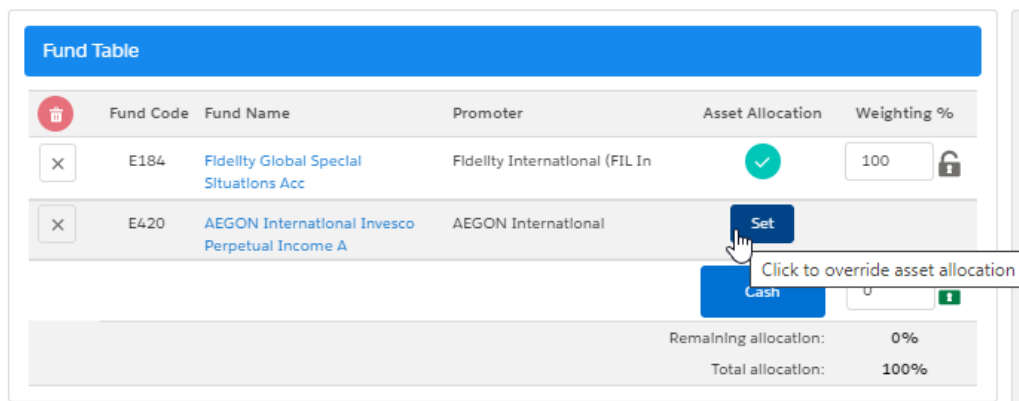 Fund Table
Fund Code Fund Name Promoter Asset Allocation Weighting %
E184 Fidelity Global Special Fidelity International (FIL In 100
Situations Acc
E420 AEGON International Invesco AEGON International Set
Perpetual Income A
Click to override asset allocation
Cash 0
Remaining allocation: 0%
Total allocation: 100%